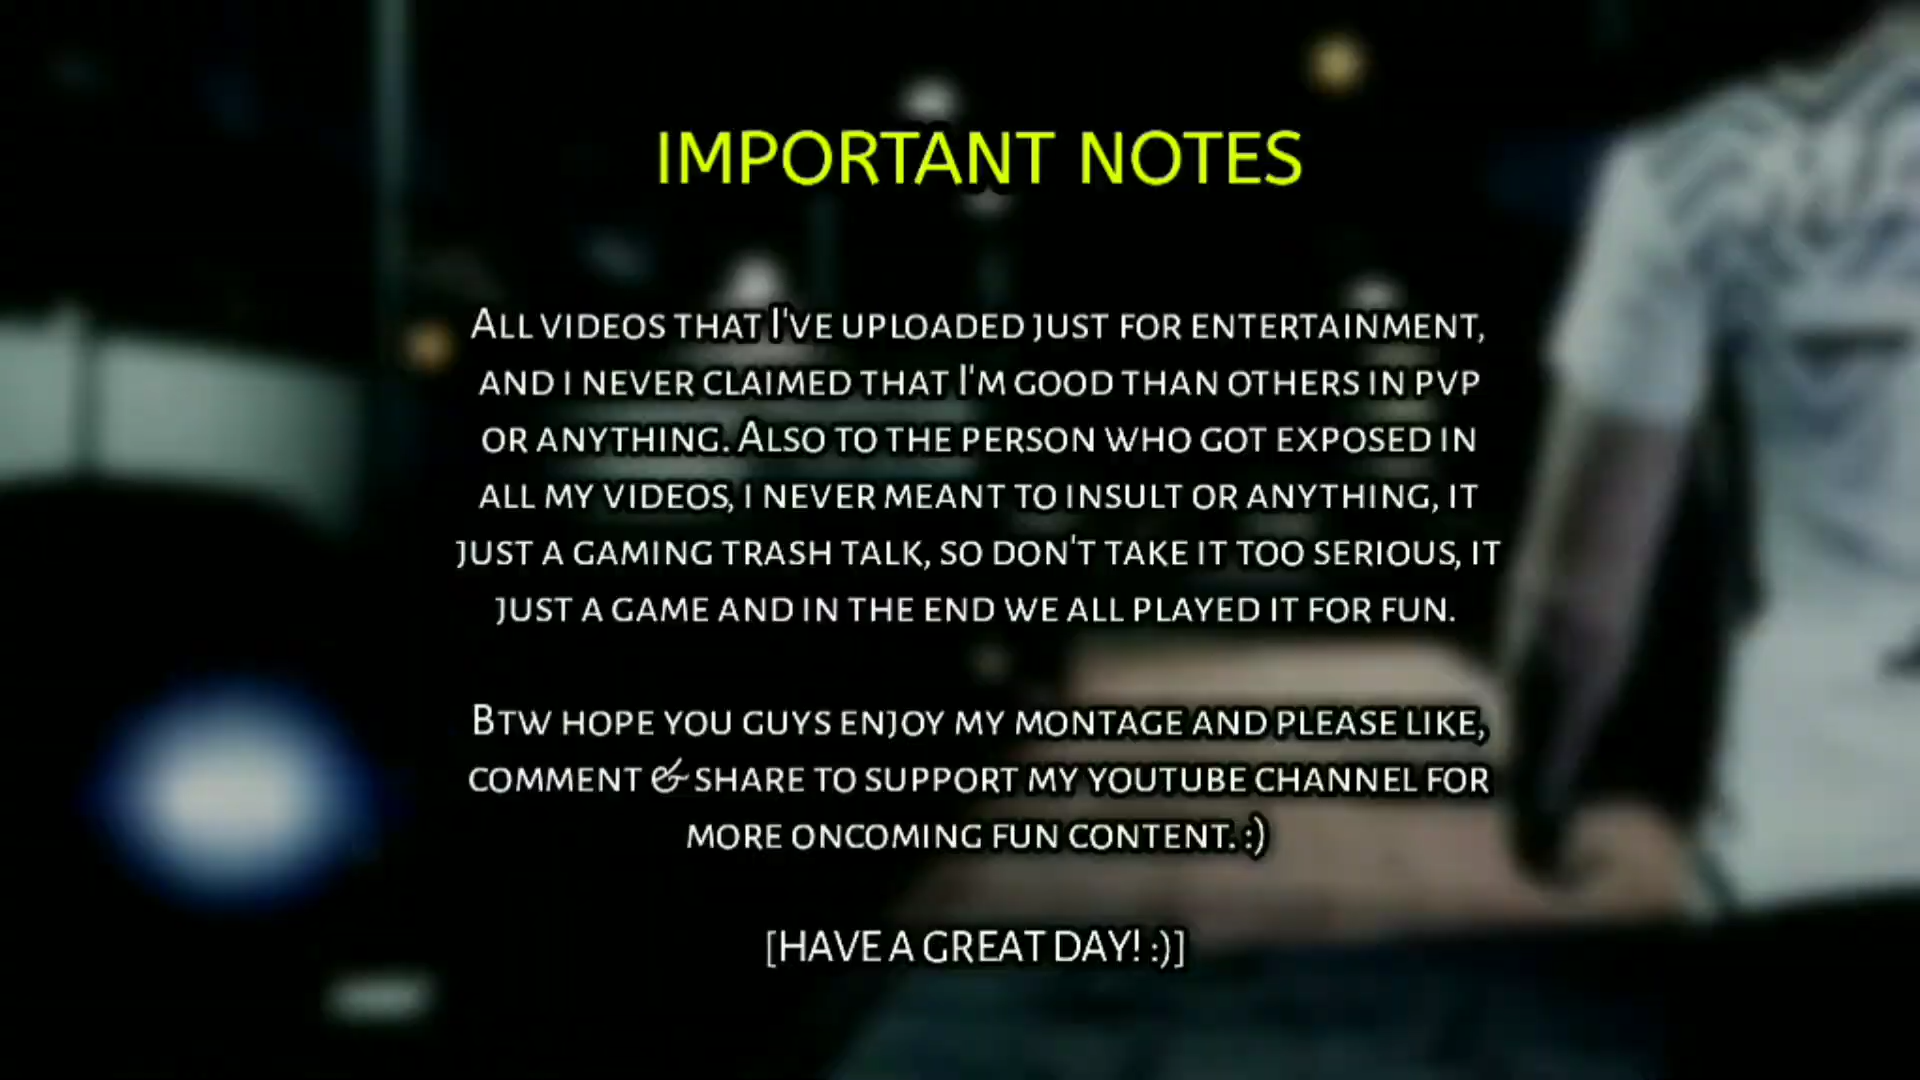 IMPORTANT NOTES
All videos that I've uploaded just for entertainment,
and i never claimed that I'm good than others in pvp
or anything. Also to the person who got exposed in
all my videos, i never meant to insult or anything, it
just a gaming trash talk, so don't take it too serious, it
just a game and in the end we all played it for fun.
Btw hope you guys enjoy my montage and please like,
comment & share to support my youtube channel for
more oncoming fun content. :)
[HAVE A GREAT DAY! :)]